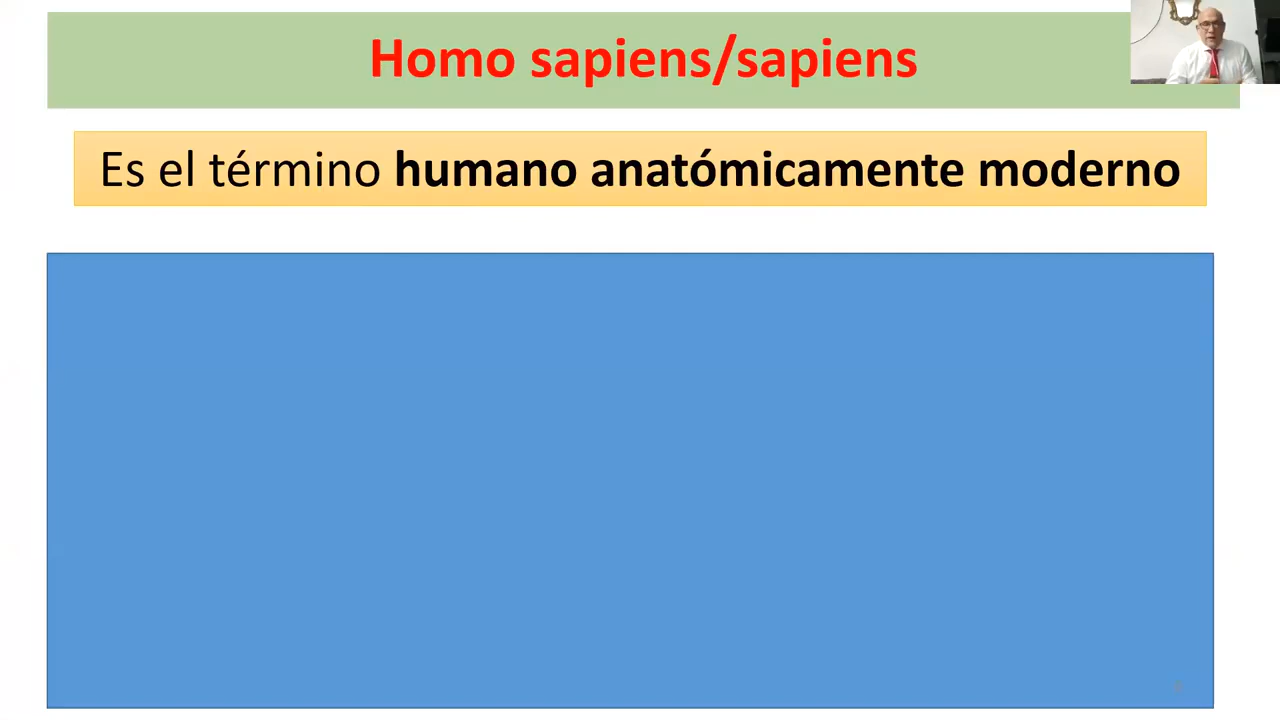 Homo sapiens/sapiens
Es el término humano anatómicamente moderno